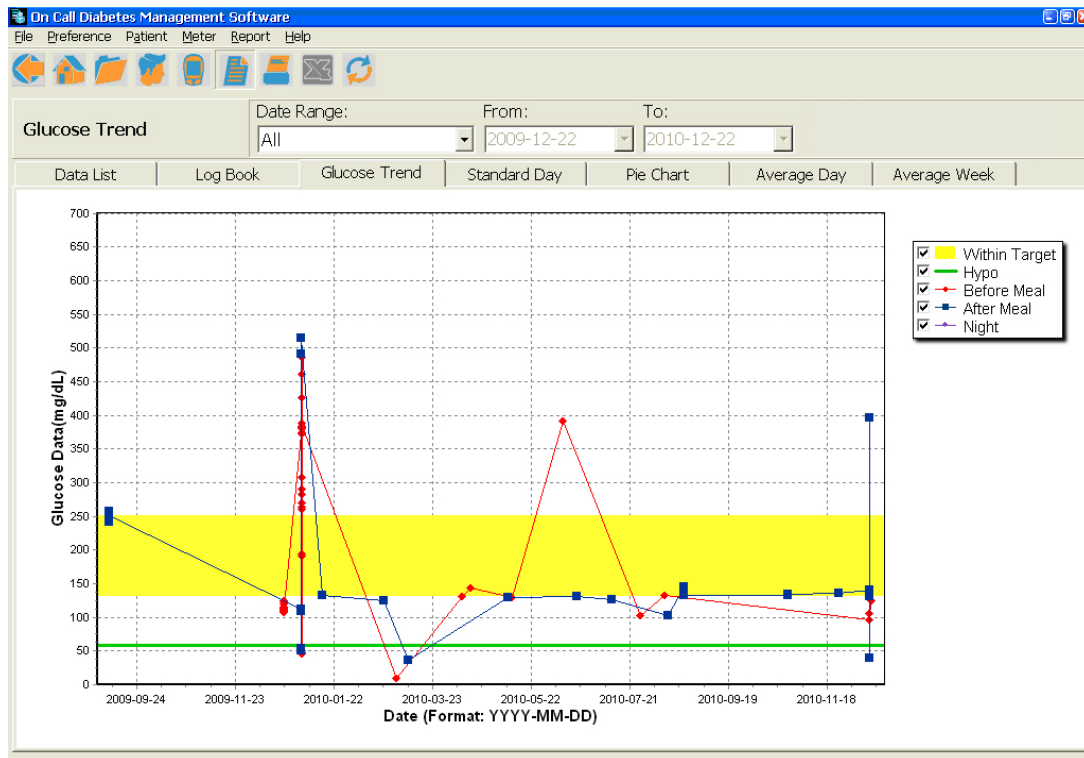 On Call Diabetes Management Software
File Preference Patient Meter Report Help
Glucose Trend
Date Range: From: To:
All 2009-12-22 2010-12-22
Data List Log Book Glucose Trend Standard Day Pie Chart Average Day Average Week
700
650
600
550
500
450
400
350
300
250
200
150
100
50
0
Glucose Data(mg/dL)
2009-09-24 2009-11-23 2010-01-22 2010-03-23 2010-05-22 2010-07-21 2010-09-19 2010-11-18
Date (Format: YYYY-MM-DD)
Within Target
Hypo
Before Meal
After Meal
Night